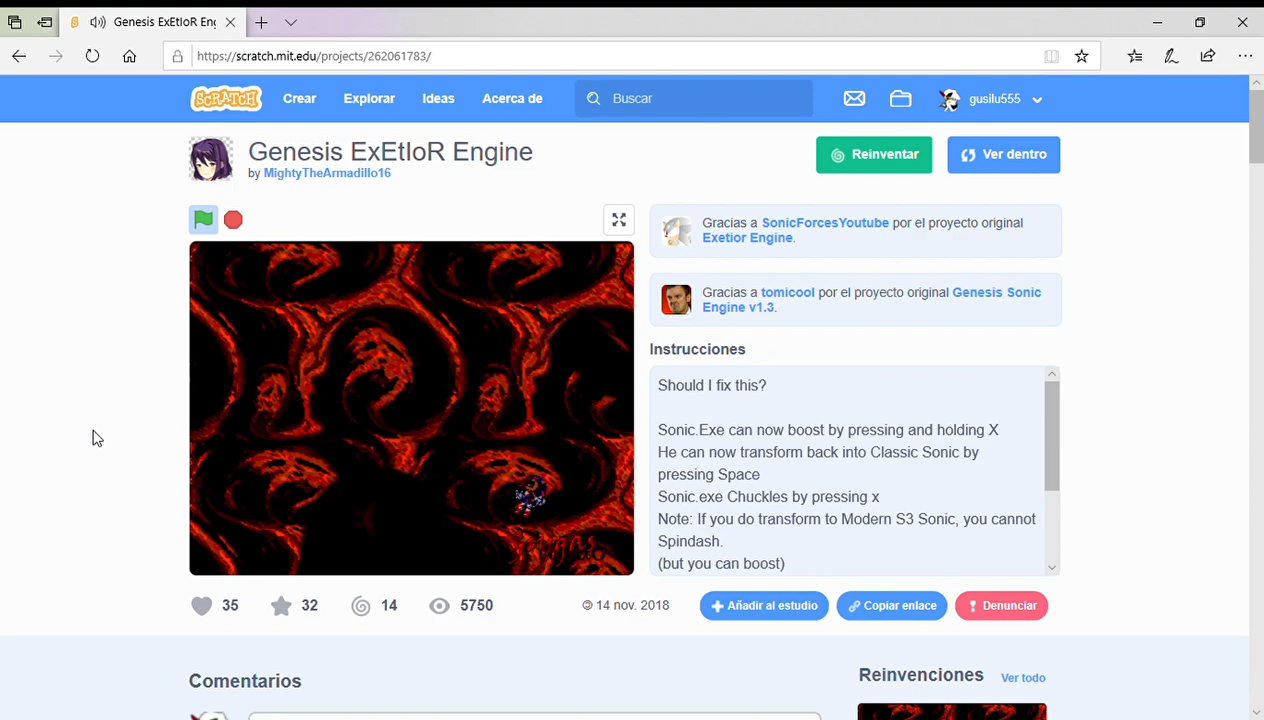 Genesis ExEtIoR Eng
https://scratch.mit.edu/projects/262061783/
SCRATCH Crear Explorar Ideas Acerca de Buscar gusilu555
Genesis ExEtIoR Engine
by MightyTheArmadillo16
Reinventar Ver dentro
Gracias a SonicForcesYoutube por el proyecto original
Exetior Engine.
Gracias a tomicool por el proyecto original Genesis Sonic
Engine v1.3.
Instrucciones
Should I fix this?
Sonic.Exe can now boost by pressing and holding X
He can now transform back into Classic Sonic by
pressing Space
Sonic.exe Chuckles by pressing x
Note: If you do transform to Modern S3 Sonic, you cannot
Spindash.
(but you can boost)
35 32 14 5750 14 nov. 2018 Añadir al estudio Copiar enlace Denunciar
Comentarios
Reinvenciones Ver todo